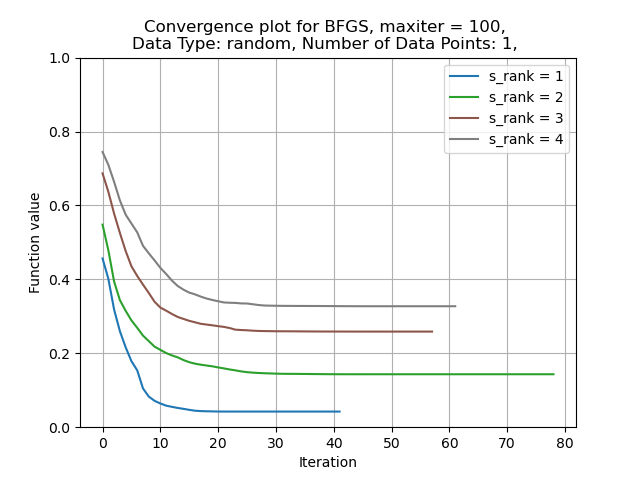 Convergence plot for BFGS, maxiter = 100,
Data Type: random, Number of Data Points: 1,
1.0
0.8
0.6
0.4
0.2
0.0
Function value
s_rank = 1
s_rank = 2
s_rank = 3
s_rank = 4
0 10 20 30 40 50 60 70 80
Iteration